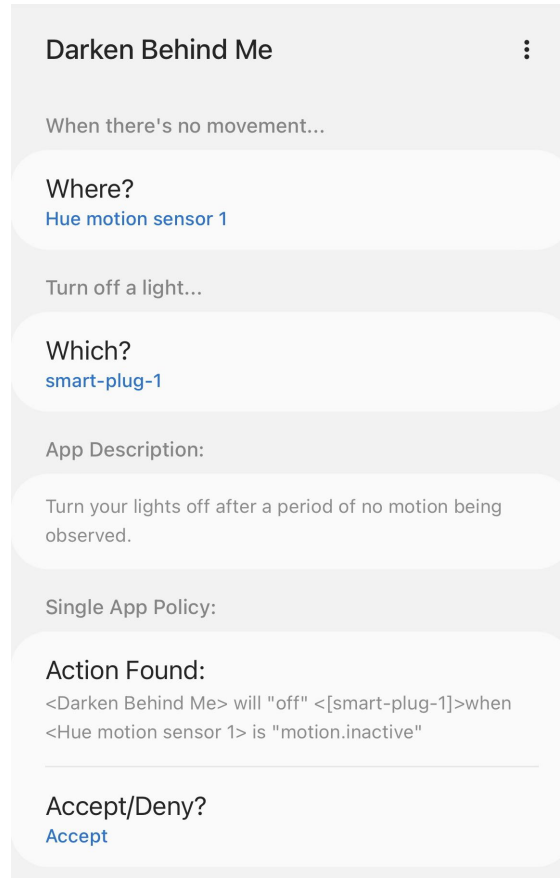 Darken Behind Me
When there's no movement...
Where?
Hue motion sensor 1
Turn off a light...
Which?
smart-plug-1
App Description:
Turn your lights off after a period of no motion being
observed.
Single App Policy:
Action Found:
<Darken Behind Me> will "off" <[smart-plug-1]>when
<Hue motion sensor 1> is "motion.inactive"
Accept/Deny?
Accept